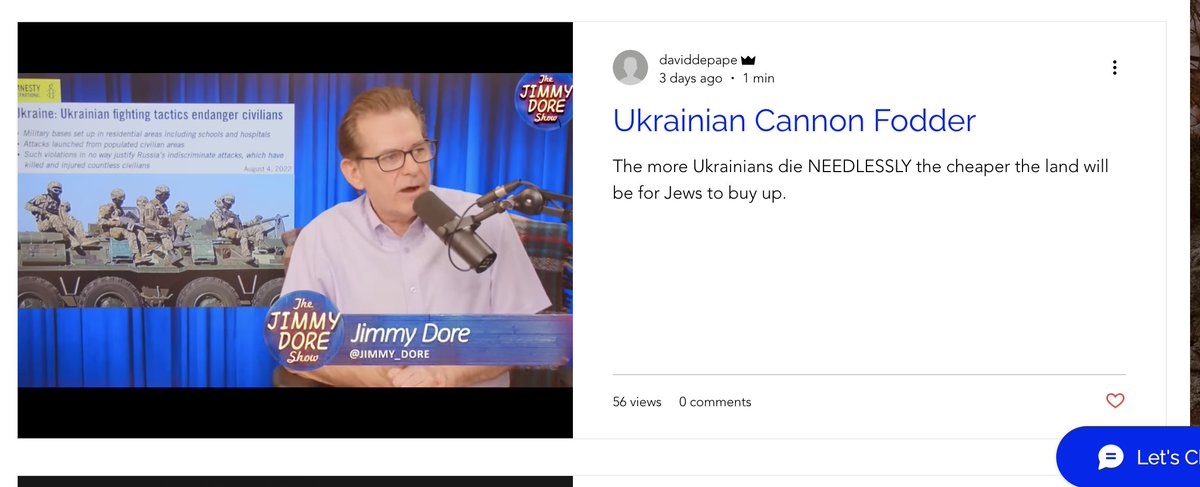 MNESTY
The
JIMMY
DORE
Show
Ukraine: Ukrainian fighting tactics endanger civilians
• Military bases set up in residential areas including schools and hospitals
• Attacks launched from populated civilian areas
• Such violations in no way justify Russia's indiscriminate attacks, which have
killed and injured countless civilians
August 4, 2022
The
JIMMY
DORE
Show
Jimmy Dore
@JIMMY_DORE
daviddepape
3 days ago · 1 min
Ukrainian Cannon Fodder
The more Ukrainians die NEEDLESSLY the cheaper the land will
be for Jews to buy up.
56 views 0 comments
Let's C